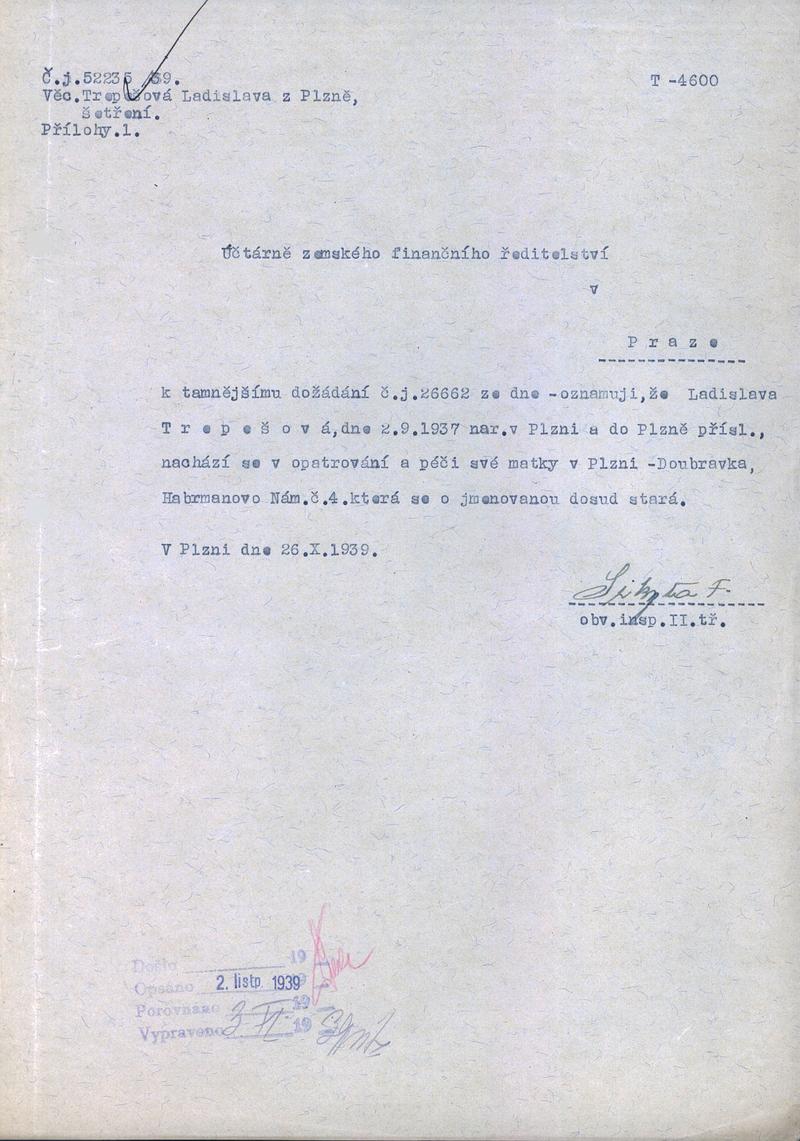 Č.j.52235 /39.
T -4600
Věc.Trepešová Ladislava z Plzně,
šetření.
Přílohy.1.
Účtárně zemského finančního ředitelství
v
P r a z e
k tamnějšímu dožádání č.j.26662 ze dne -oznamuji,že Ladislava
T r e p e š o v á,dne 2.9.1937 nar.v Plzni a do Plzně přísl.,
nachází se v opatrování a péči své matky v Plzni -Doubravka,
Habrmanovo Nám.č.4.která se o jmenovanou dosud stará.
V Plzni dne 26.X.1939.
Sikyta F.
obv.insp.II.tř.
Došlo 19
Opsáno 2. listp. 1939
Porovnáno 19
Vypraveno 3 XI. 19